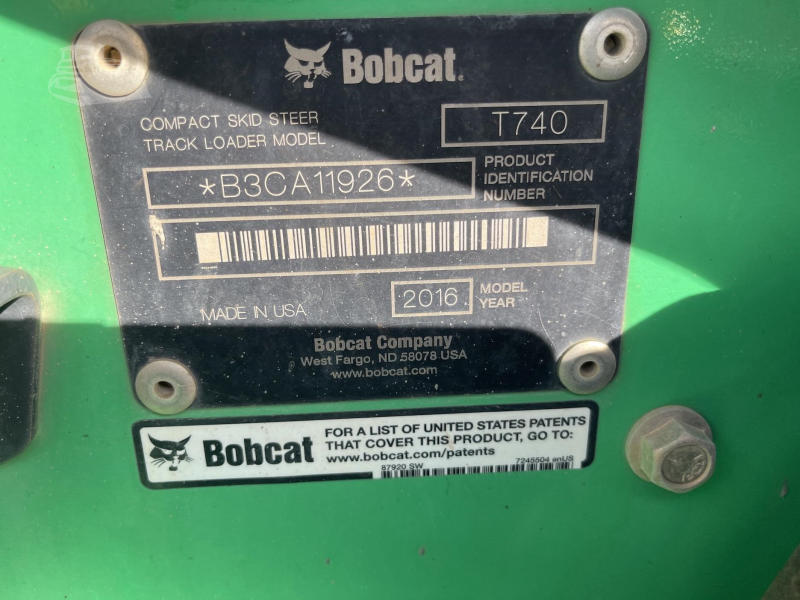 Bobcat.
COMPACT SKID STEER
TRACK LOADER MODEL
T740
*B3CA11926*
PRODUCT
IDENTIFICATION
NUMBER
MADE IN USA
2016
MODEL
YEAR
Bobcat Company
West Fargo, ND 58078 USA
www.bobcat.com
Bobcat
FOR A LIST OF UNITED STATES PATENTS
THAT COVER THIS PRODUCT, GO TO:
www.bobcat.com/patents
87920 SW
7245504 enUS